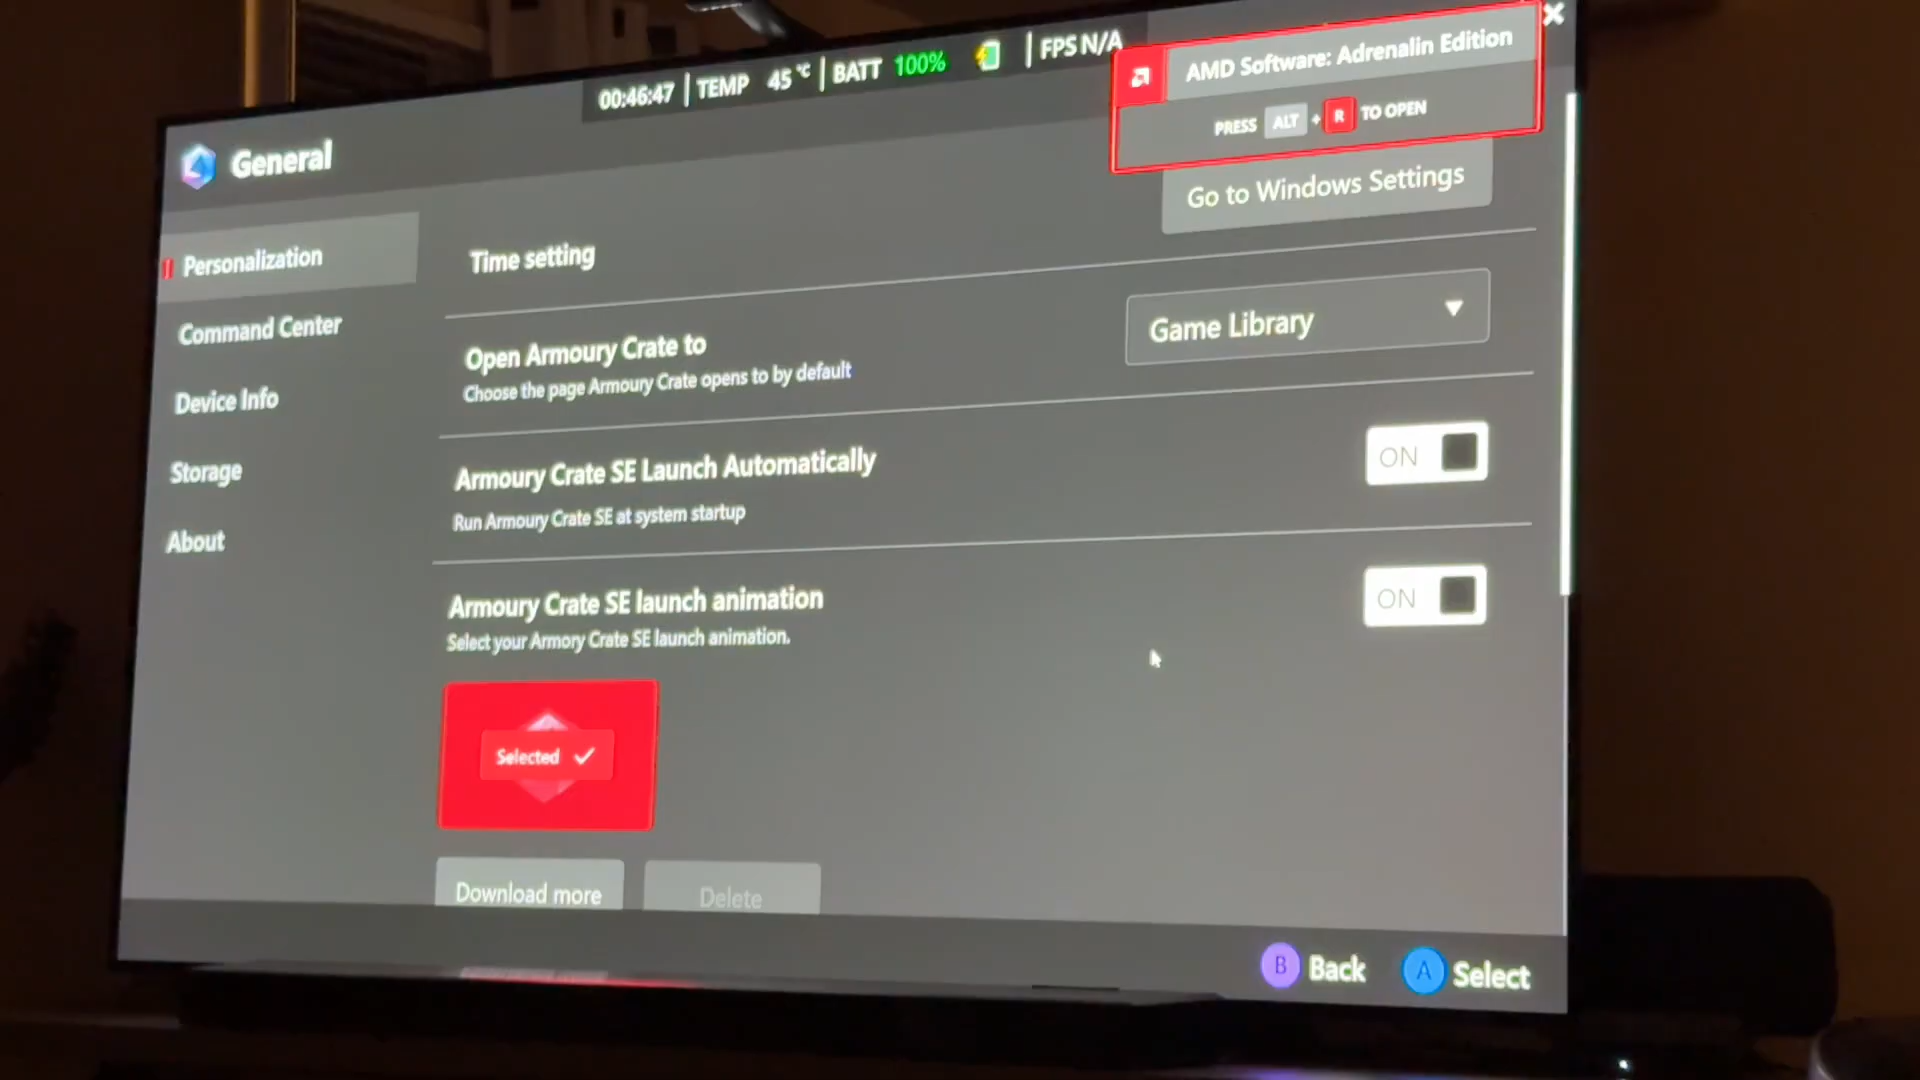 00:46:47 | TEMP 45 °C | BATT 100% | FPS N/A
AMD Software: Adrenalin Edition
PRESS ALT + R TO OPEN
General
Go to Windows Settings
Personalization
Time setting
Command Center
Open Armoury Crate to
Choose the page Armoury Crate opens to by default
Game Library
Device Info
Armoury Crate SE Launch Automatically
Run Armoury Crate SE at system startup
ON
Storage
About
Armoury Crate SE launch animation
Select your Armory Crate SE launch animation.
ON
Selected
Download more
Delete
B Back
A Select